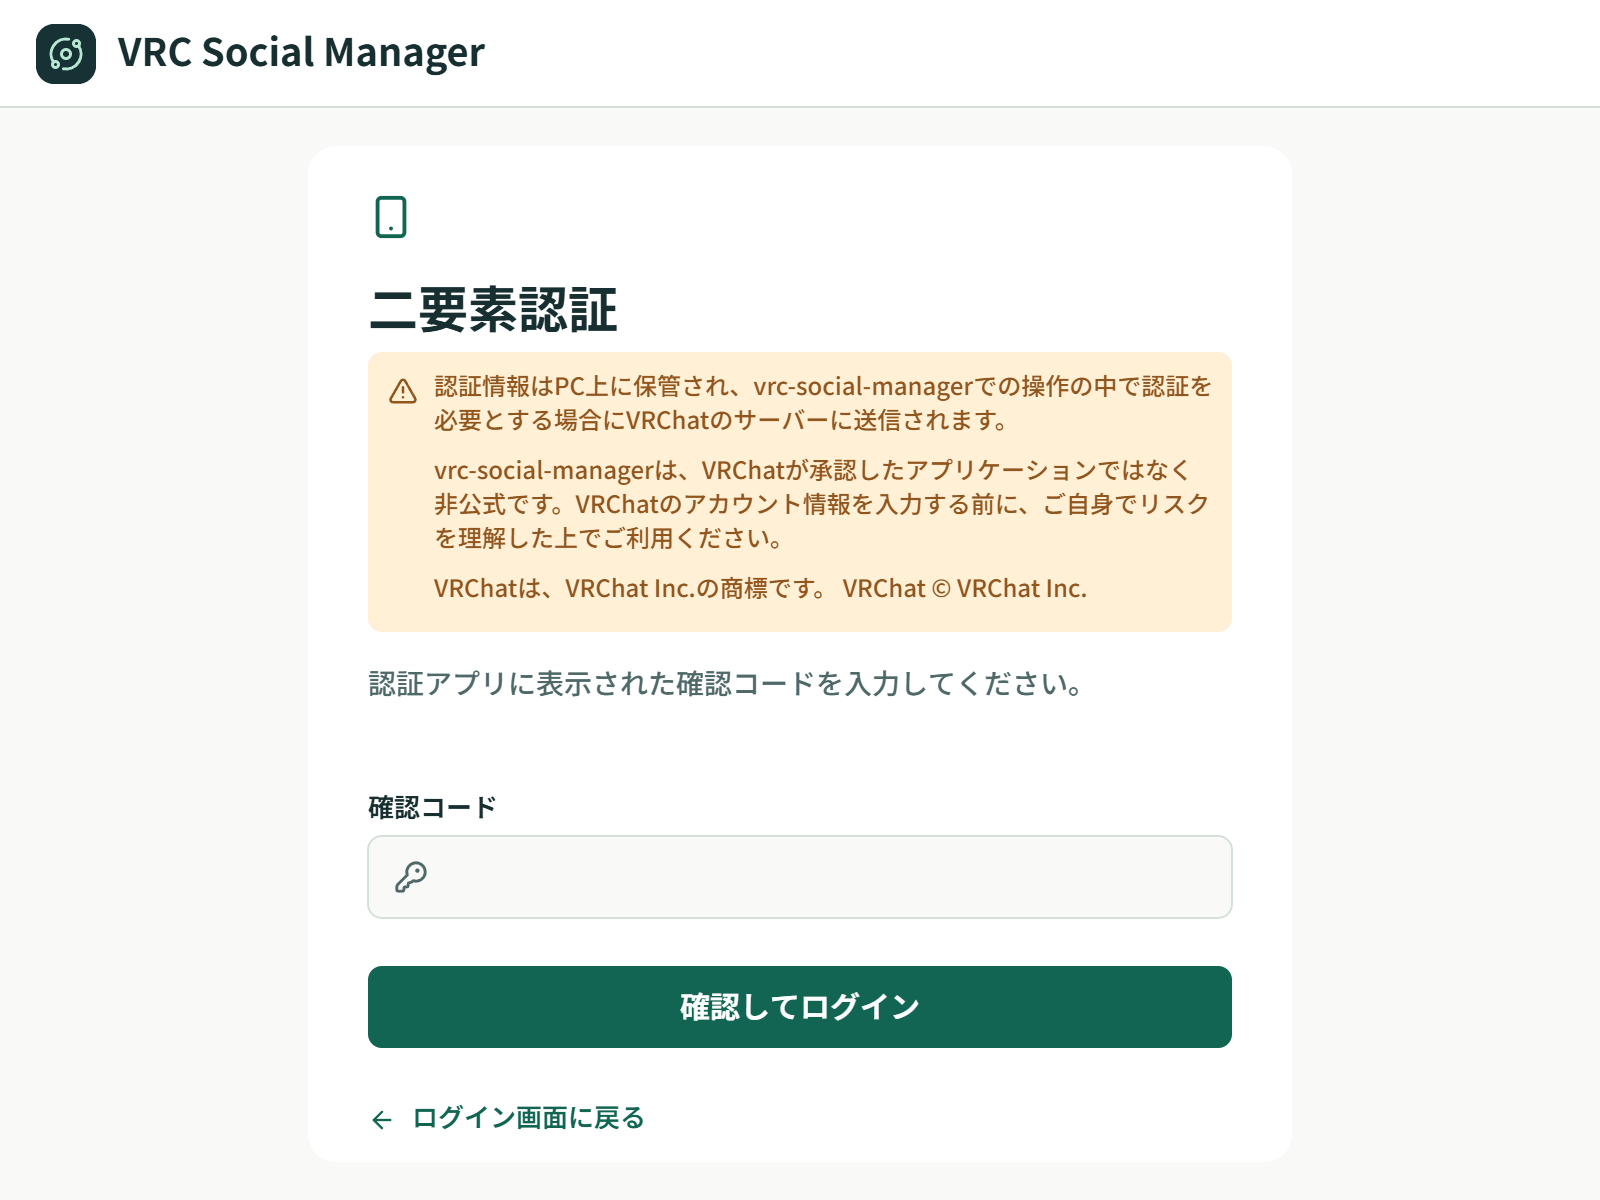 VRC Social Manager
二要素認証
認証情報はPC上に保管され、vrc-social-managerでの操作の中で認証を
必要とする場合にVRChatのサーバーに送信されます。
vrc-social-managerは、VRChatが承認したアプリケーションではなく
非公式です。VRChatのアカウント情報を入力する前に、ご自身でリスク
を理解した上でご利用ください。
VRChatは、VRChat Inc.の商標です。 VRChat © VRChat Inc.
認証アプリに表示された確認コードを入力してください。
確認コード
確認してログイン
ログイン画面に戻る